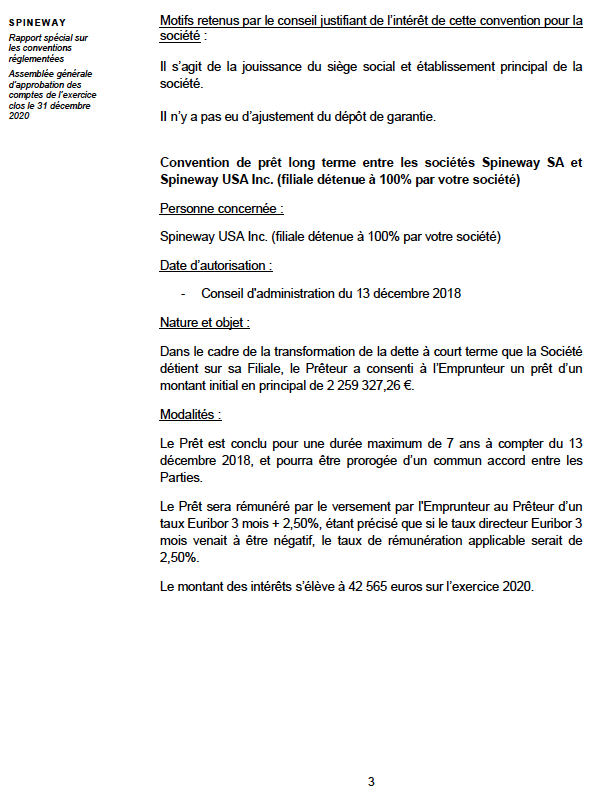 SPINEWAY
Rapport spécial sur
les conventions
réglementées
Assemblée générale
d'approbation des
comptes de l'exercice
clos le 31 décembre
2020
Motifs retenus par le conseil justifiant de l'intérêt de cette convention pour la
société :
Il s'agit de la jouissance du siège social et établissement principal de la
société.
Il n'y a pas eu d'ajustement du dépôt de garantie.
Convention de prêt long terme entre les sociétés Spineway SA et
Spineway USA Inc. (filiale détenue à 100% par votre société)
Personne concernée :
Spineway USA Inc. (filiale détenue à 100% par votre société)
Date d'autorisation :
- Conseil d'administration du 13 décembre 2018
Nature et objet :
Dans le cadre de la transformation de la dette à court terme que la Société
détient sur sa Filiale, le Prêteur a consenti à l'Emprunteur un prêt d'un
montant initial en principal de 2 259 327,26 €.
Modalités :
Le Prêt est conclu pour une durée maximum de 7 ans à compter du 13
décembre 2018, et pourra être prorogée d'un commun accord entre les
Parties.
Le Prêt sera rémunéré par le versement par l'Emprunteur au Prêteur d'un
taux Euribor 3 mois + 2,50%, étant précisé que si le taux directeur Euribor 3
mois venait à être négatif, le taux de rémunération applicable serait de
2,50%.
Le montant des intérêts s'élève à 42 565 euros sur l'exercice 2020.
3